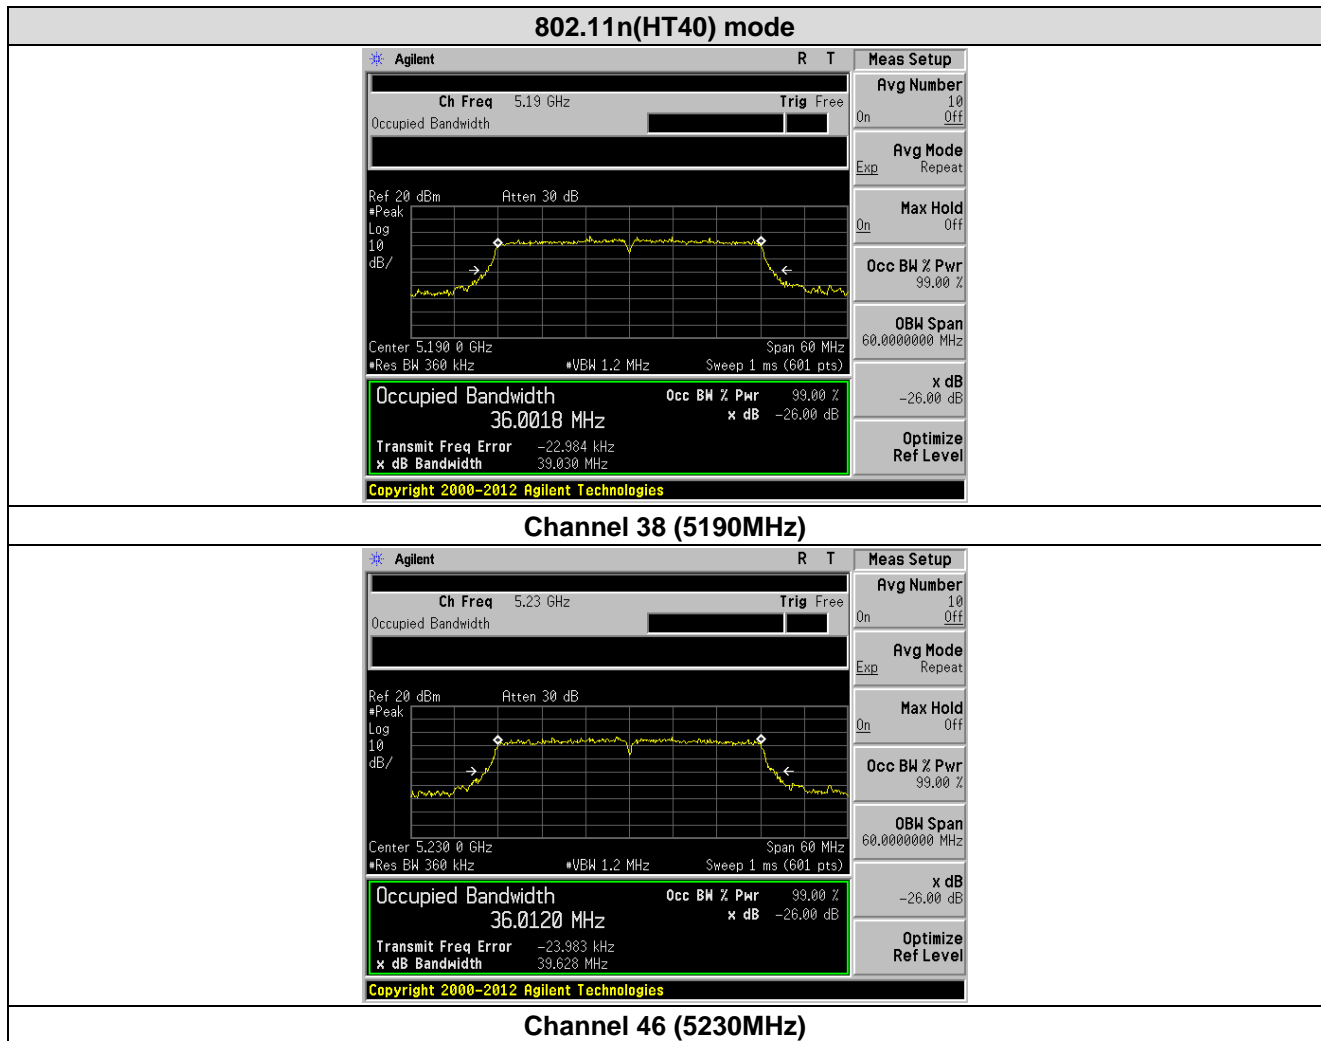 802.11n(HT40) mode
Agilent R T Meas Setup
Ch Freq 5.19 GHz Trig Free
Occupied Bandwidth
Avg Number
10
On Off
Avg Mode
Exp Repeat
Ref 20 dBm Atten 30 dB
#Peak
Log
10
dB/
Max Hold
On Off
Occ BW % Pwr
99.00 %
OBW Span
60.0000000 MHz
Center 5.190 0 GHz Span 60 MHz
#Res BW 360 kHz #VBW 1.2 MHz Sweep 1 ms (601 pts)
Occupied Bandwidth Occ BW % Pwr 99.00 %
36.0018 MHz x dB -26.00 dB
Transmit Freq Error -22.984 kHz
x dB Bandwidth 39.030 MHz
x dB
-26.00 dB
Optimize
Ref Level
Copyright 2000-2012 Agilent Technologies
Channel 38 (5190MHz)
Agilent R T Meas Setup
Ch Freq 5.23 GHz Trig Free
Occupied Bandwidth
Avg Number
10
On Off
Avg Mode
Exp Repeat
Ref 20 dBm Atten 30 dB
#Peak
Log
10
dB/
Max Hold
On Off
Occ BW % Pwr
99.00 %
OBW Span
60.0000000 MHz
Center 5.230 0 GHz Span 60 MHz
#Res BW 360 kHz #VBW 1.2 MHz Sweep 1 ms (601 pts)
Occupied Bandwidth Occ BW % Pwr 99.00 %
36.0120 MHz x dB -26.00 dB
Transmit Freq Error -23.983 kHz
x dB Bandwidth 39.628 MHz
x dB
-26.00 dB
Optimize
Ref Level
Copyright 2000-2012 Agilent Technologies
Channel 46 (5230MHz)